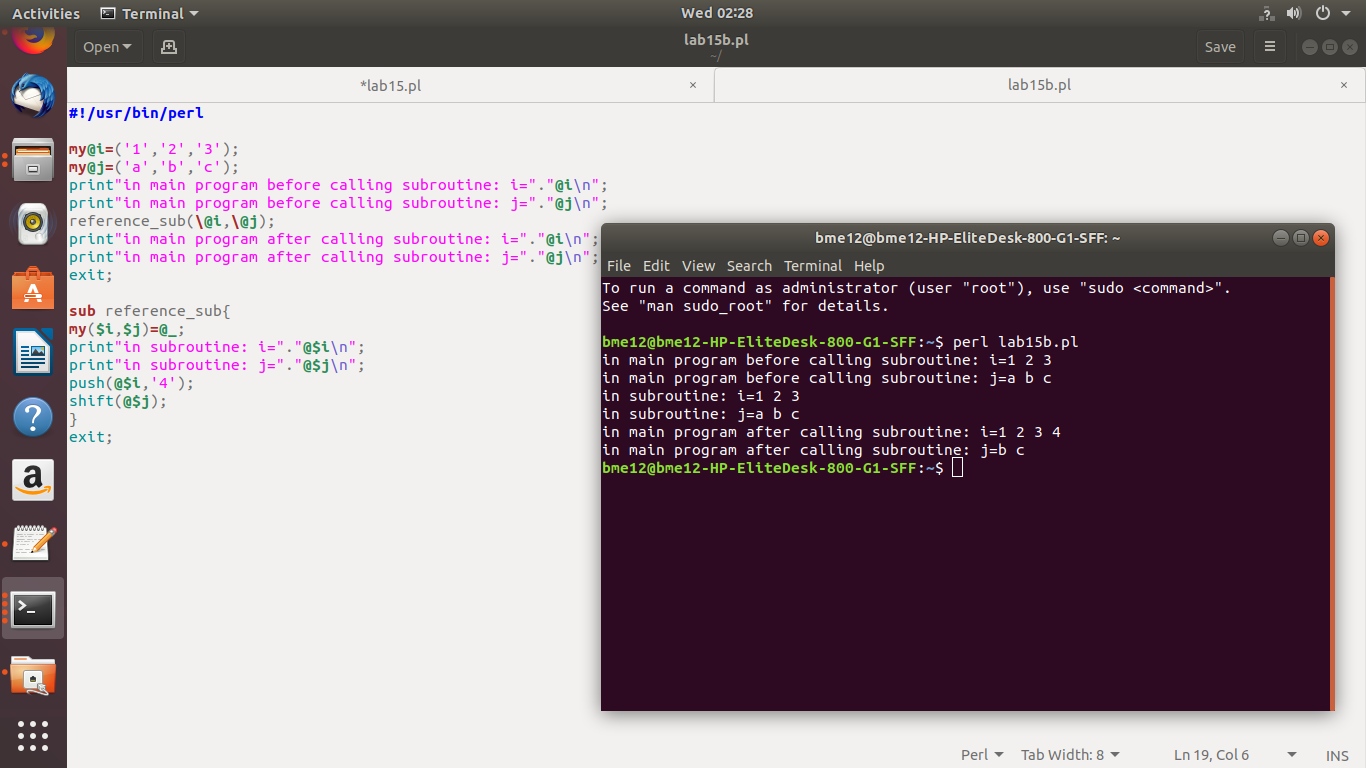 Activities Terminal Wed 02:28
Open lab15b.pl Save
~/
*lab15.pl × lab15b.pl ×
#!/usr/bin/perl
my@i=('1','2','3');
my@j=('a','b','c');
print"in main program before calling subroutine: i="."@i\n";
print"in main program before calling subroutine: j="."@j\n";
reference_sub(\@i,\@j);
print"in main program after calling subroutine: i="."@i\n";
print"in main program after calling subroutine: j="."@j\n";
exit;
sub reference_sub{
my($i,$j)=@_;
print"in subroutine: i="."@$i\n";
print"in subroutine: j="."@$j\n";
push(@$i,'4');
shift(@$j);
}
exit;
bme12@bme12-HP-EliteDesk-800-G1-SFF: ~
File Edit View Search Terminal Help
To run a command as administrator (user "root"), use "sudo <command>".
See "man sudo_root" for details.
bme12@bme12-HP-EliteDesk-800-G1-SFF:~$ perl lab15b.pl
in main program before calling subroutine: i=1 2 3
in main program before calling subroutine: j=a b c
in subroutine: i=1 2 3
in subroutine: j=a b c
in main program after calling subroutine: i=1 2 3 4
in main program after calling subroutine: j=b c
bme12@bme12-HP-EliteDesk-800-G1-SFF:~$
Perl Tab Width: 8 Ln 19, Col 6 INS